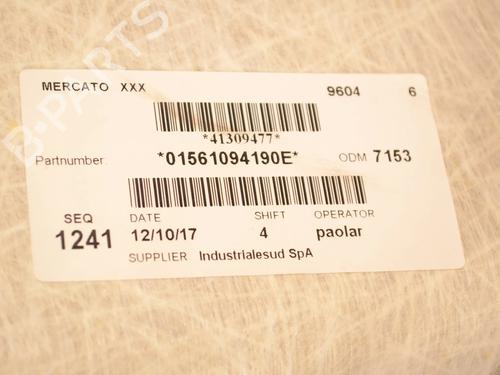 B-PARTS
MERCATO XXX 9604 6
*41309477*
Partnumber: *01561094190E* ODM 7153
SEQ DATE SHIFT OPERATOR
1241 12/10/17 4 paolar
SUPPLIER Industrialesud SpA